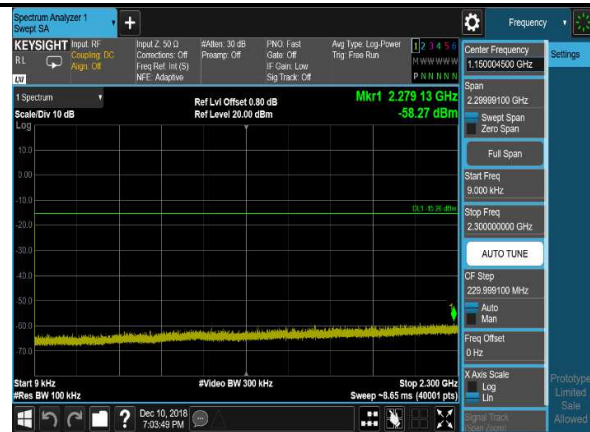 Spectrum Analyzer 1
Swept SA
+
Frequency
KEYSIGHT
RL
LXI
Input: RF
Coupling: DC
Align: Off
Input Z: 50 Ω
Corrections: Off
Freq Ref: Int (S)
NFE: Adaptive
#Atten: 30 dB
Preamp: Off
PNO: Fast
Gate: Off
IF Gain: Low
Sig Track: Off
Avg Type: Log-Power
Trig: Free Run
1 2 3 4 5 6
M W W W W W
P N N N N N
1 Spectrum
Scale/Div 10 dB
Log
Ref Lvl Offset 0.80 dB
Ref Level 20.00 dBm
Mkr1 2.279 13 GHz
-58.27 dBm
10.0
0.00
-10.0
-20.0
-30.0
-40.0
-50.0
-60.0
-70.0
Start 9 kHz
#Res BW 100 kHz
#Video BW 300 kHz
Stop 2.300 GHz
Sweep ~8.65 ms (40001 pts)
Dec 10, 2018
7:03:49 PM
?
Center Frequency
1.150004500 GHz
Span
2.29999100 GHz
Swept Span
Zero Span
Full Span
Start Freq
9.000 kHz
Stop Freq
2.300000000 GHz
AUTO TUNE
CF Step
229.999100 MHz
Auto
Man
Freq Offset
0 Hz
X Axis Scale
Log
Lin
Signal Track
(Span Zoom)
Settings
Prototype
Limited
Sale
Allowed